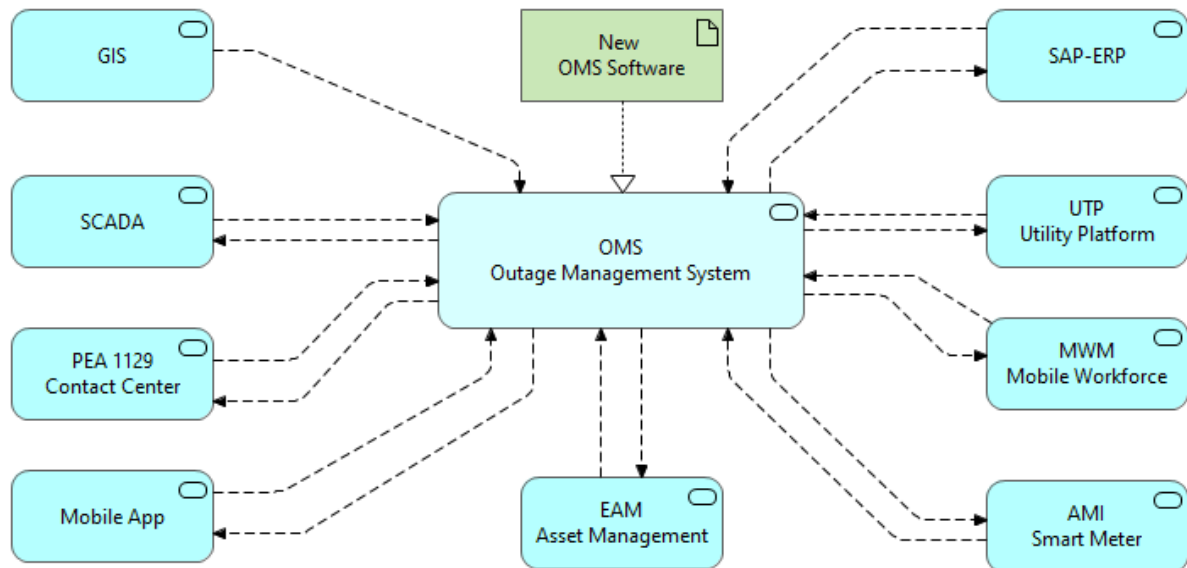 GIS
New
OMS Software
SAP-ERP
SCADA
OMS
Outage Management System
UTP
Utility Platform
PEA 1129
Contact Center
MWM
Mobile Workforce
Mobile App
EAM
Asset Management
AMI
Smart Meter